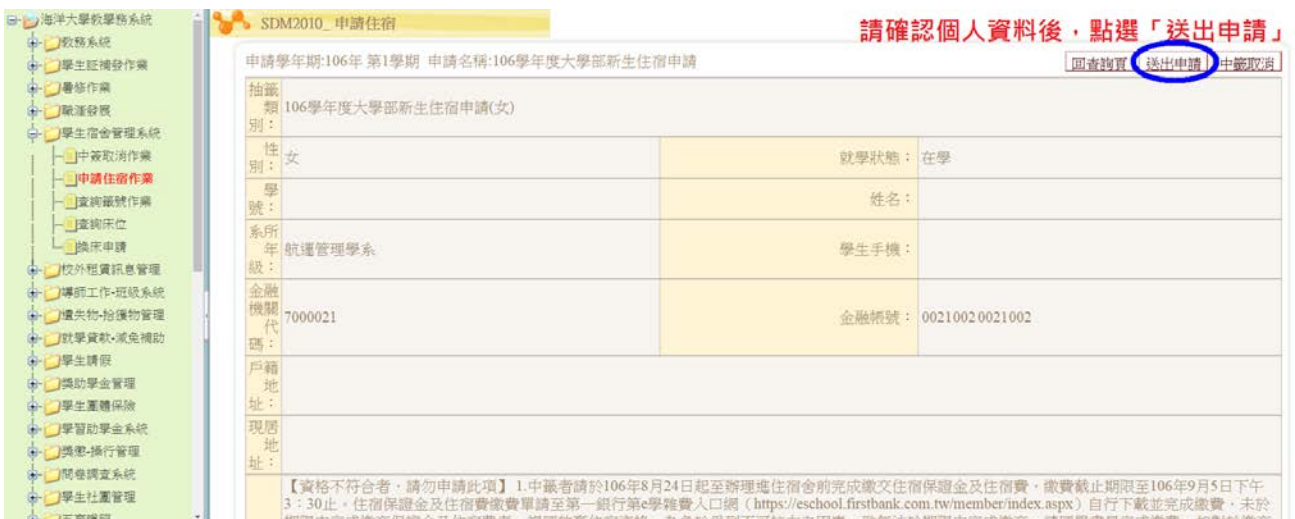 海洋大學教學務系統
教務系統
學生証補發作業
暑修作業
職涯發展
學生宿舍管理系統
中簽取消作業
申請住宿作業
查詢籤號作業
查詢床位
換床申請
校外租賃訊息管理
導師工作-班級系統
遺失物-拾獲物管理
就學貸款-減免補助
學生請假
獎助學金管理
學生團體保險
學習助學金系統
獎懲-操行管理
問卷調查系統
學生社團管理
SDM2010_申請住宿
請確認個人資料後，點選「送出申請」
申請學年期:106年 第1學期 申請名稱:106學年度大學部新生住宿申請
回查詢頁 送出申請 中籤取消
抽籤類別： 106學年度大學部新生住宿申請(女)
性別： 女 就學狀態： 在學
學號： 姓名：
系所年級： 航運管理學系 學生手機：
金融機關代碼： 7000021 金融帳號： 00210020021002
戶籍地址：
現居地址：
【資格不符合者，請勿申請此項】1.中籤者請於106年8月24日起至辦理進住宿舍前完成繳交住宿保證金及住宿費，繳費截止期限至106年9月5日下午
3：30止。住宿保證金及住宿費繳費單請至第一銀行第e學雜費入口網（https://eschool.firstbank.com.tw/member/index.aspx）自行下載並完成繳費，未於